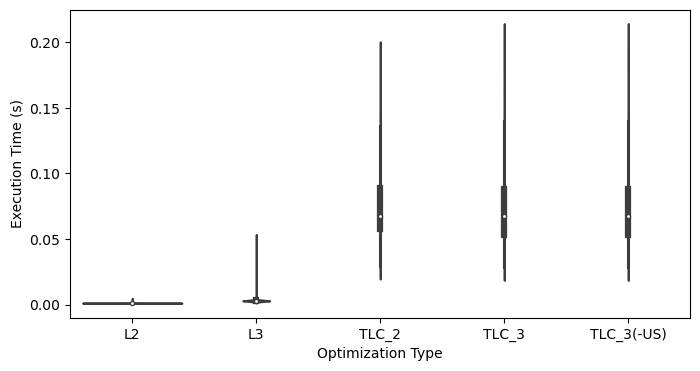 0.20
0.15
0.10
0.05
0.00
Execution Time (s)
L2 L3 TLC_2 TLC_3 TLC_3(-US)
Optimization Type